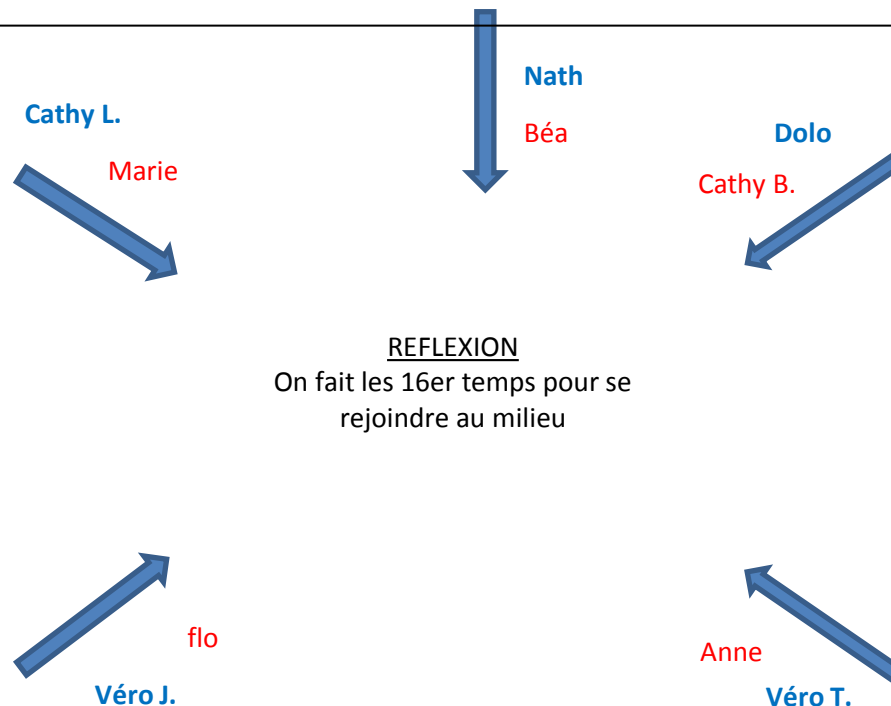 Nath
Cathy L.
Béa
Dolo
Marie
Cathy B.
REFLEXION
On fait les 16er temps pour se
rejoindre au milieu
flo
Anne
Véro J.
Véro T.